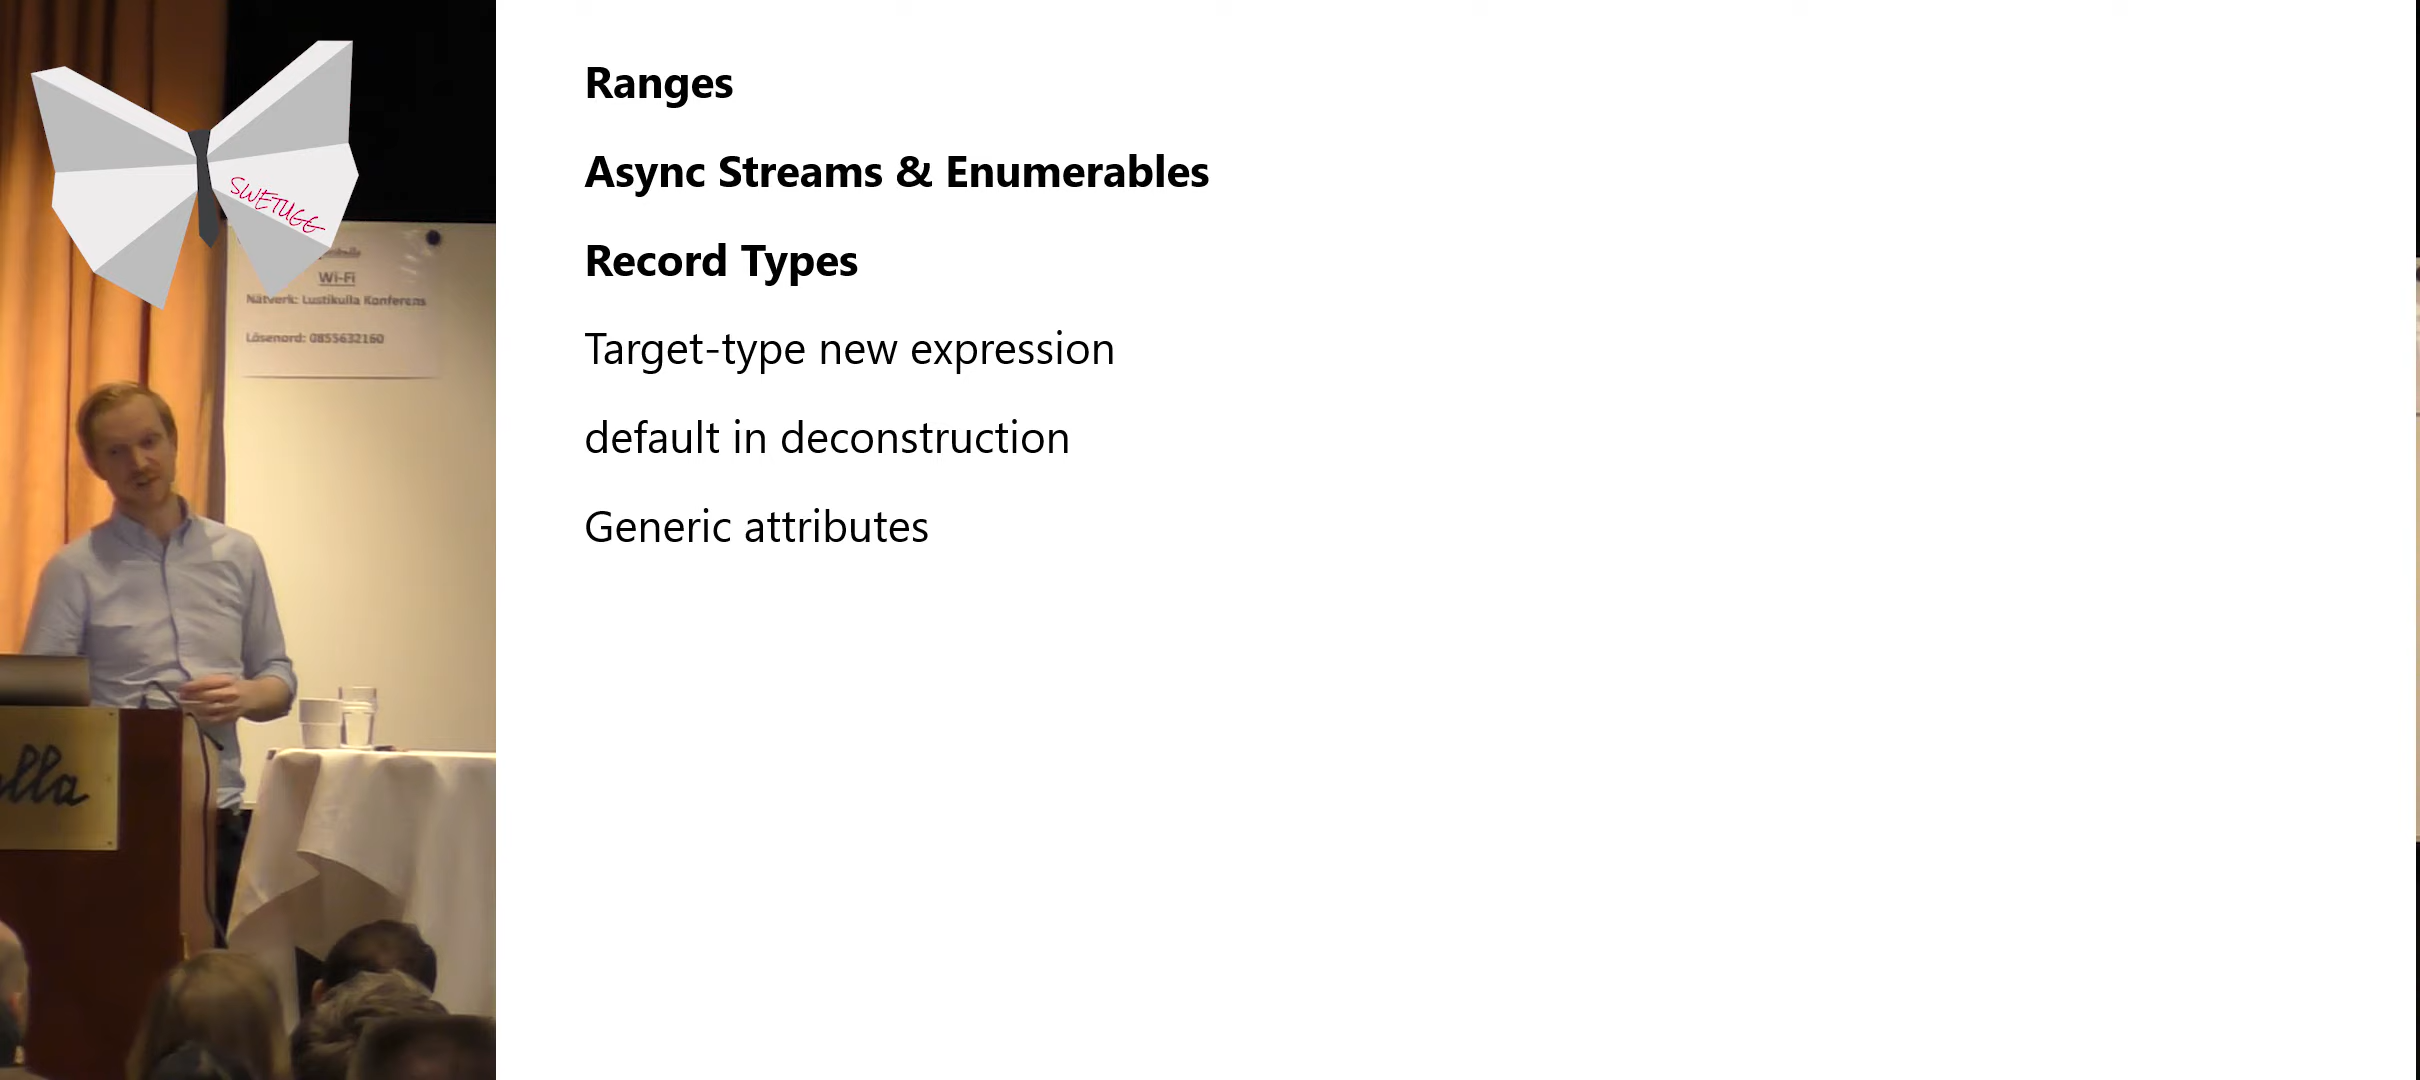 SWETUGG
Wi-Fi
Nätverk: Lustikulla Konferens
Lösenord: 0855632160
ulla
Ranges
Async Streams & Enumerables
Record Types
Target-type new expression
default in deconstruction
Generic attributes